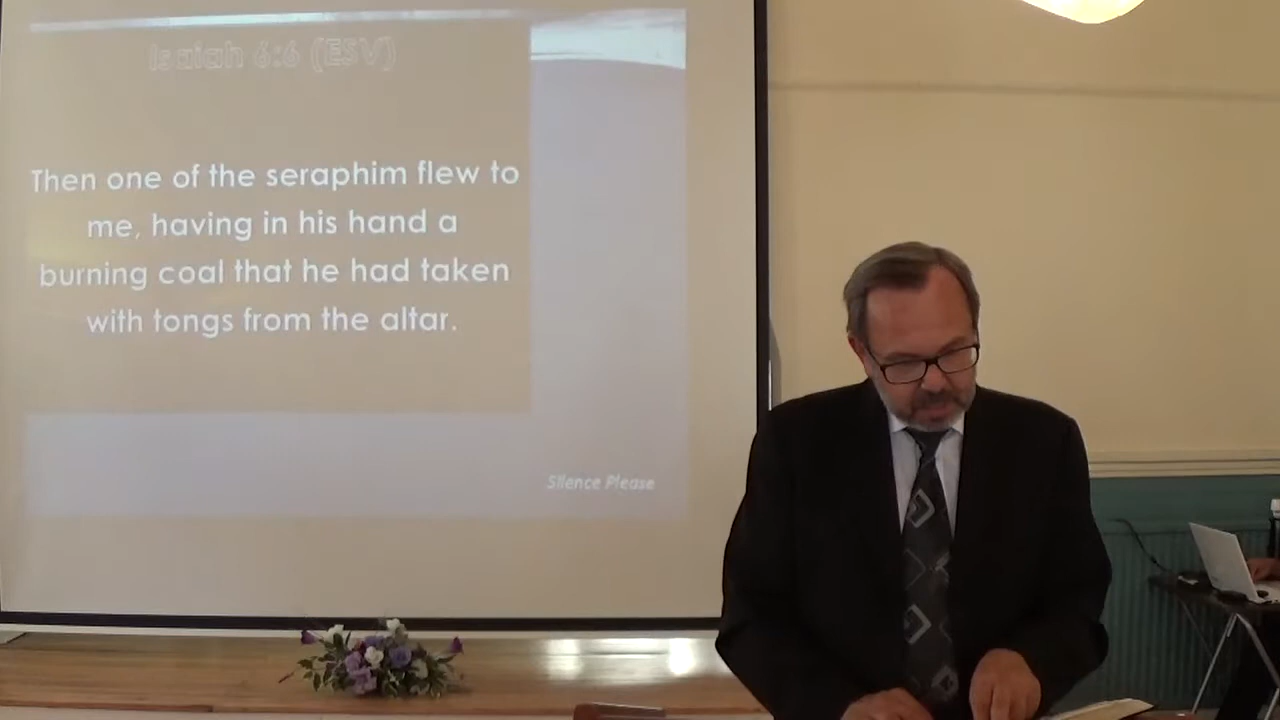 Isaiah 6:6 (ESV)
Then one of the seraphim flew to
me, having in his hand a
burning coal that he had taken
with tongs from the altar.
Silence Please